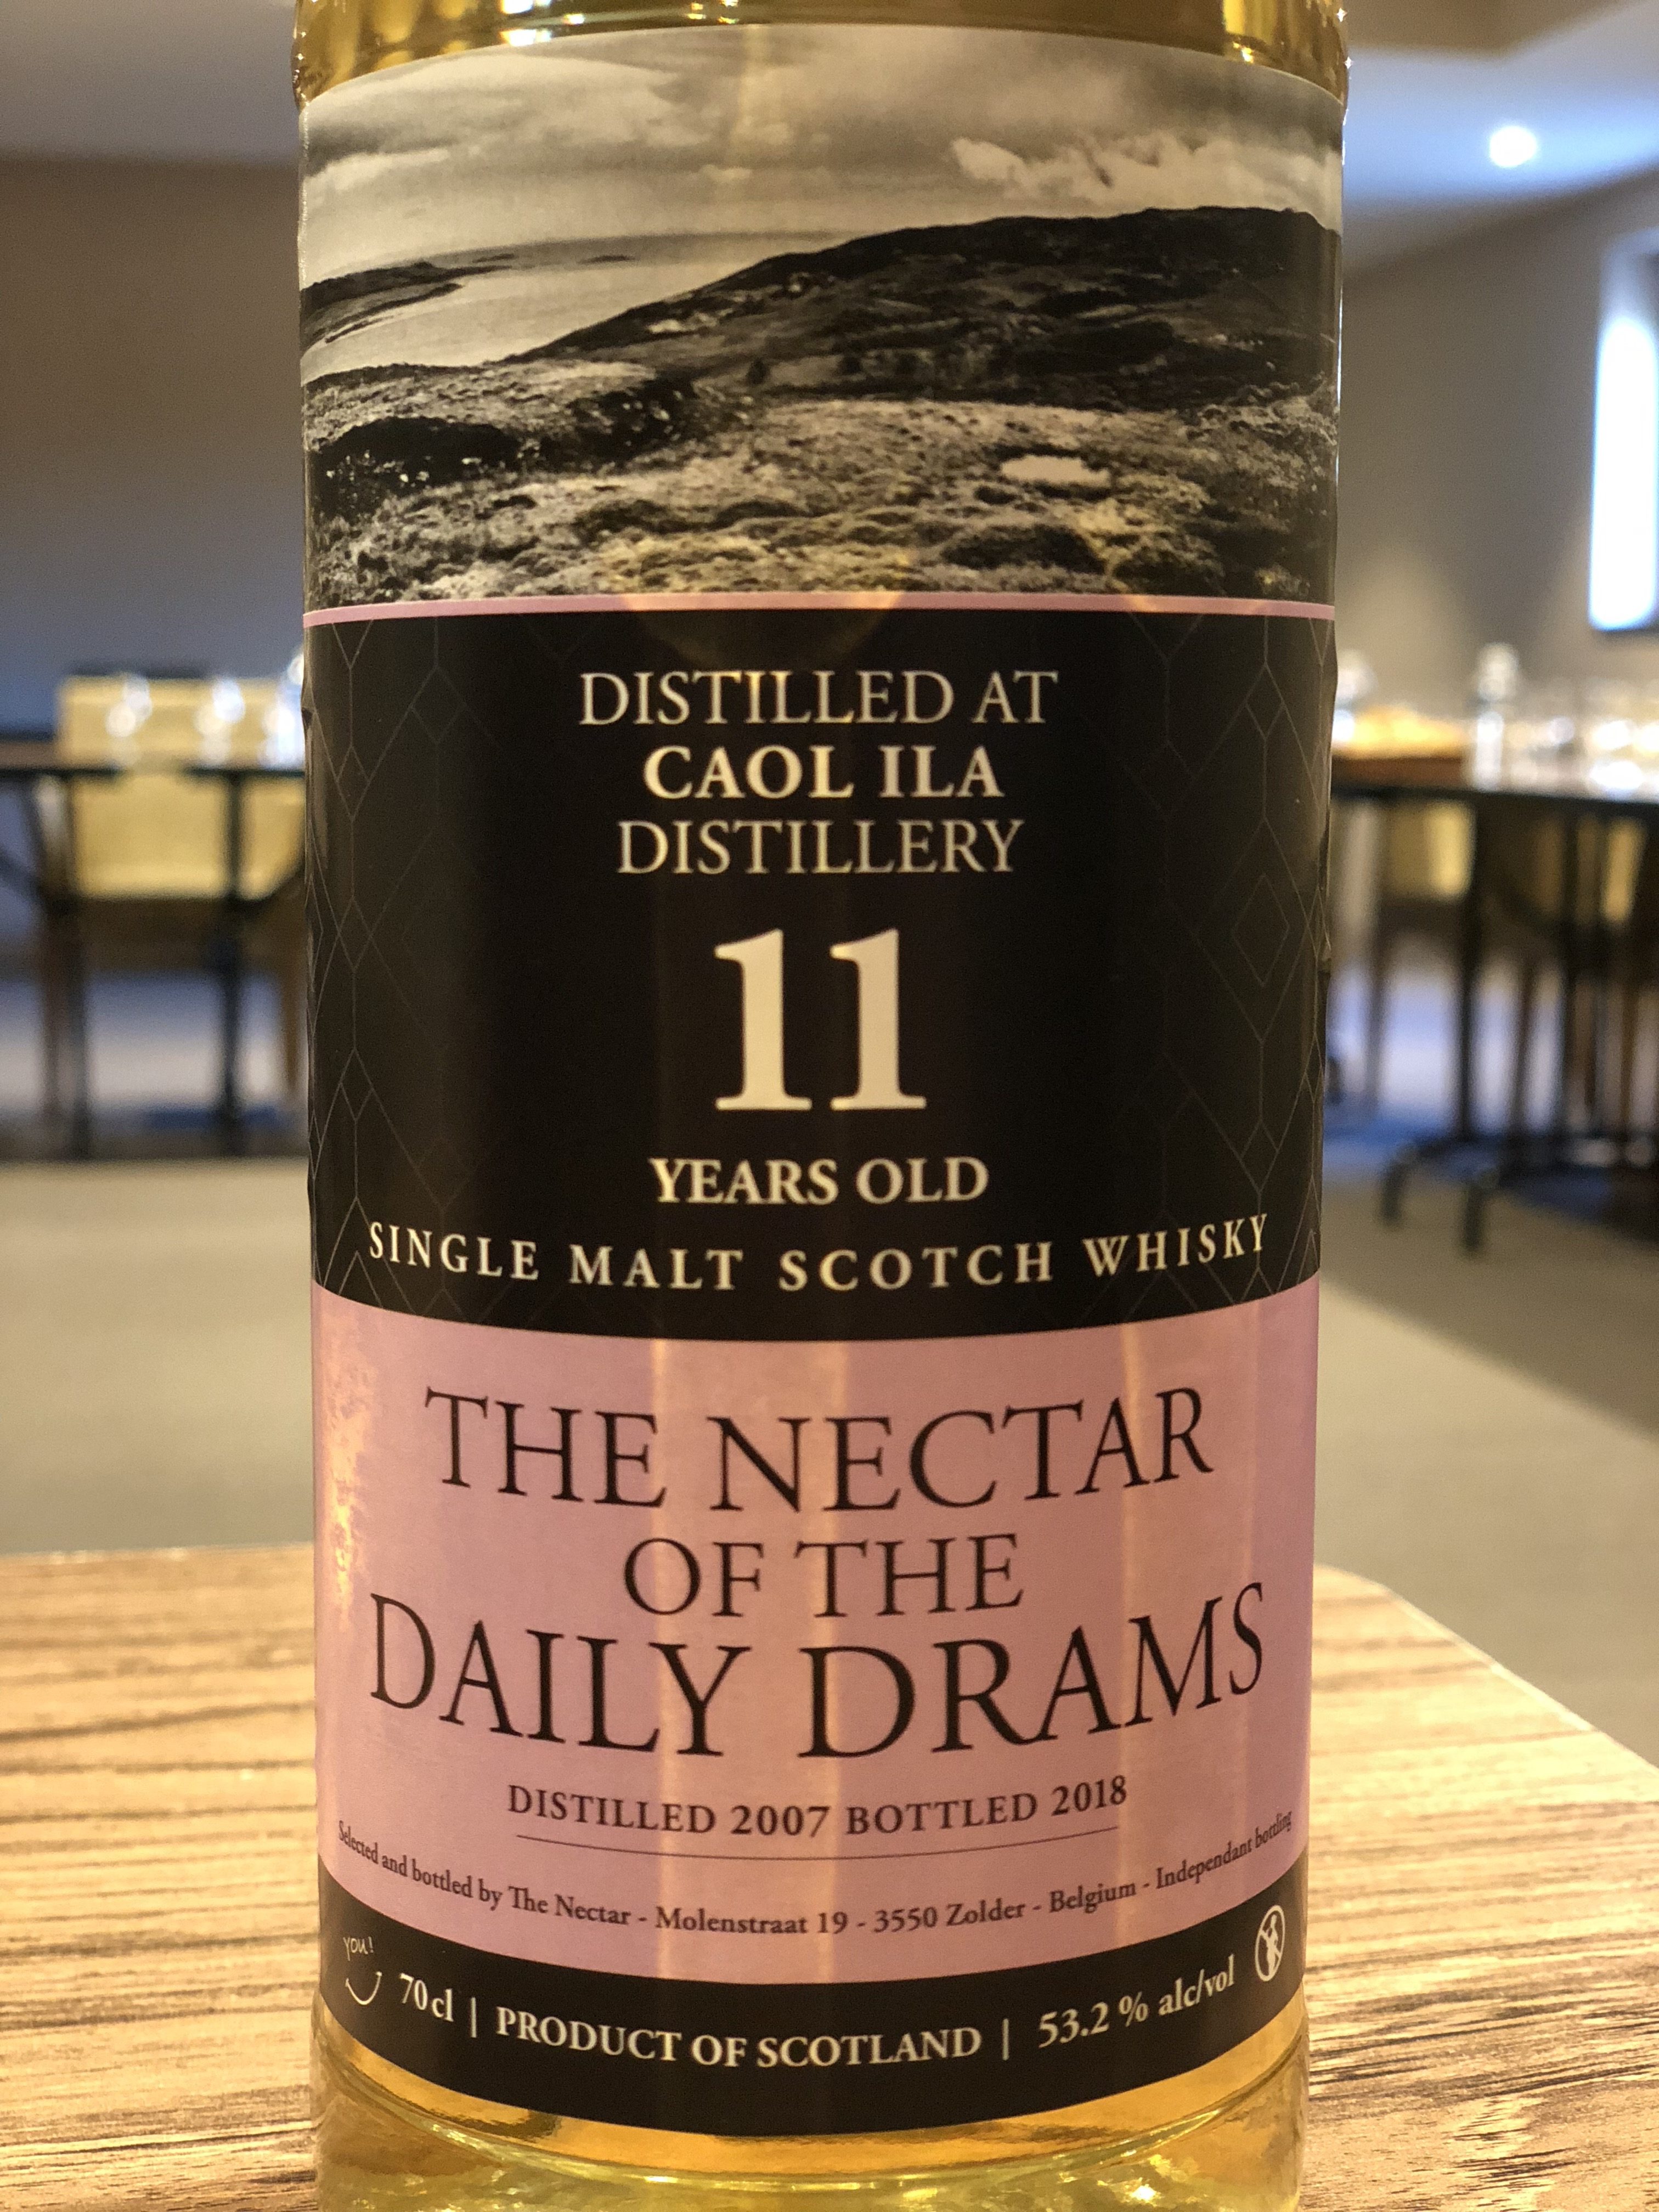 DISTILLED AT
CAOL ILA
DISTILLERY
11
YEARS OLD
SINGLE MALT SCOTCH WHISKY
THE NECTAR
OF THE
DAILY DRAMS
DISTILLED 2007 BOTTLED 2018
Selected and bottled by The Nectar - Molenstraat 19 - 3550 Zolder - Belgium - Independant bottling
you!
70cl | PRODUCT OF SCOTLAND | 53.2 % alc/vol